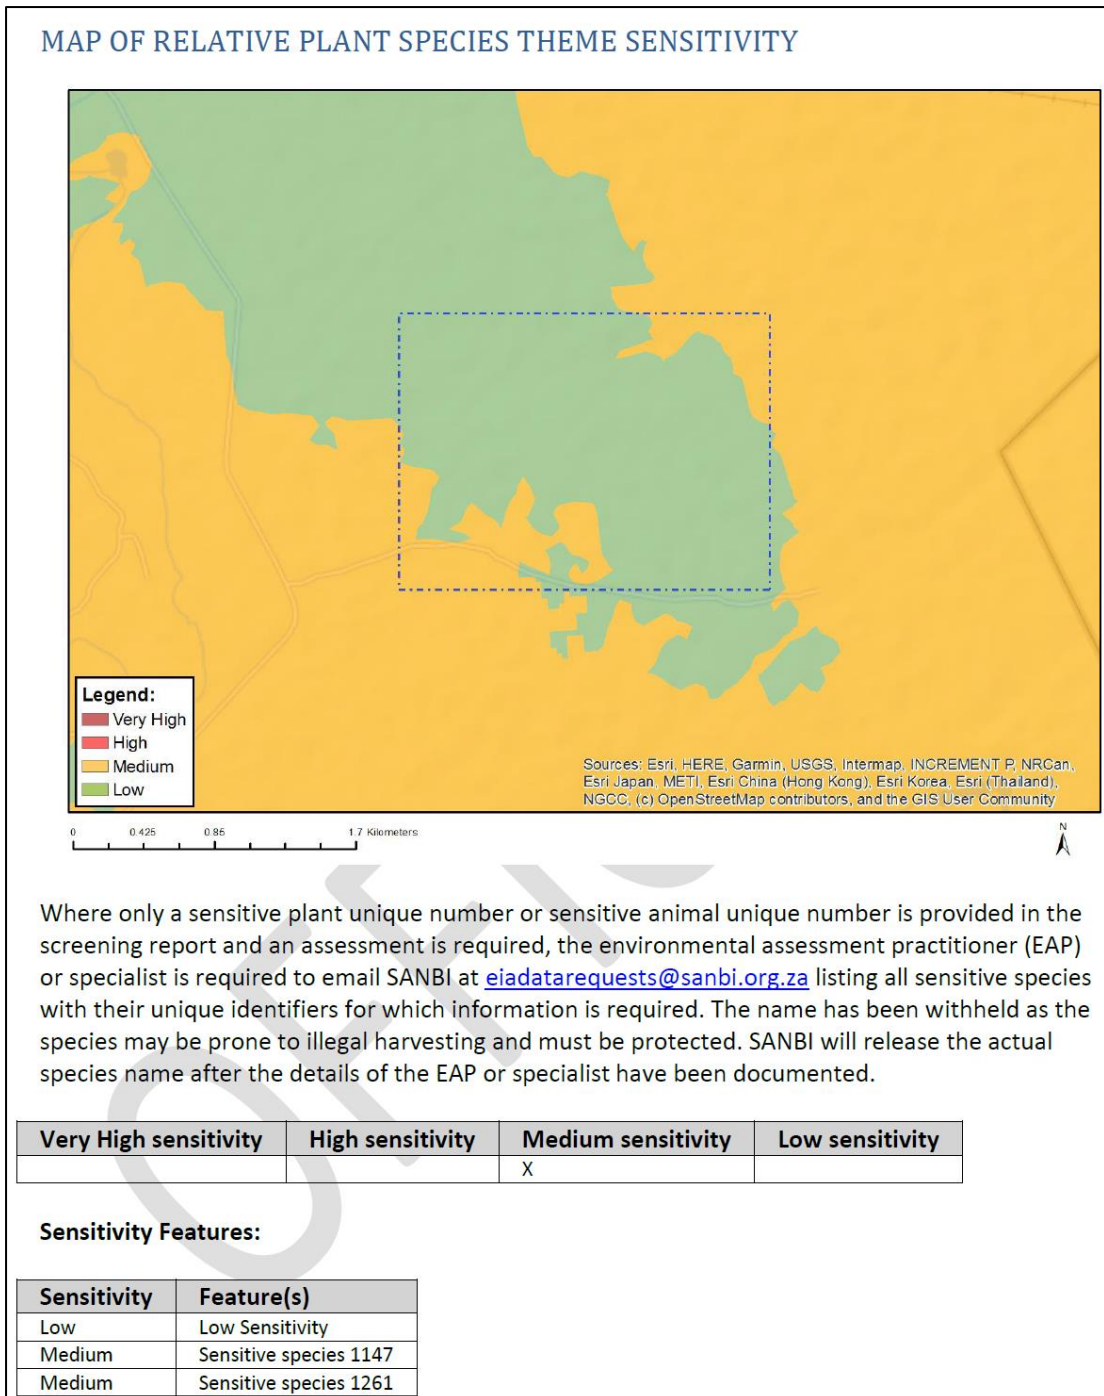 MAP OF RELATIVE PLANT SPECIES THEME SENSITIVITY
Legend:
Very High
High
Medium
Low
Sources: Esri, HERE, Garmin, USGS, Intermap, INCREMENT P, NRCan,
Esri Japan, METI, Esri China (Hong Kong), Esri Korea, Esri (Thailand),
NGCC, (c) OpenStreetMap contributors, and the GIS User Community
0 0.425 0.85 1.7 Kilometers
N
Where only a sensitive plant unique number or sensitive animal unique number is provided in the
screening report and an assessment is required, the environmental assessment practitioner (EAP)
or specialist is required to email SANBI at eiadatarequests@sanbi.org.za listing all sensitive species
with their unique identifiers for which information is required. The name has been withheld as the
species may be prone to illegal harvesting and must be protected. SANBI will release the actual
species name after the details of the EAP or specialist have been documented.
Very High sensitivity High sensitivity Medium sensitivity Low sensitivity
X
Sensitivity Features:
Sensitivity Feature(s)
Low Low Sensitivity
Medium Sensitive species 1147
Medium Sensitive species 1261